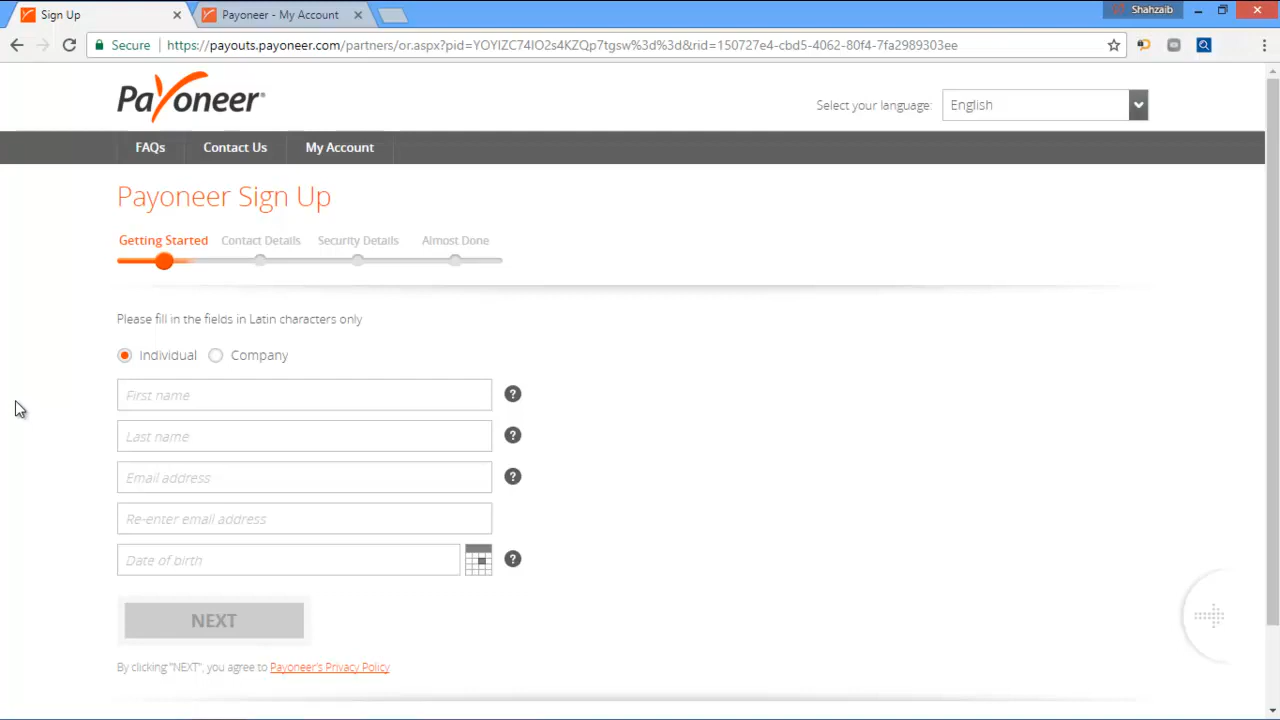 Sign Up
Payoneer - My Account
Shahzaib
Secure
https://payouts.payoneer.com/partners/or.aspx?pid=YOYIZC74IO2s4KZQp7tgsw%3d%3d&rid=150727e4-cbd5-4062-80f4-7fa2989303ee
Payoneer
Select your language:
English
FAQs
Contact Us
My Account
Payoneer Sign Up
Getting Started
Contact Details
Security Details
Almost Done
Please fill in the fields in Latin characters only
Individual
Company
First name
?
Last name
?
Email address
?
Re-enter email address
Date of birth
?
NEXT
By clicking "NEXT", you agree to Payoneer's Privacy Policy